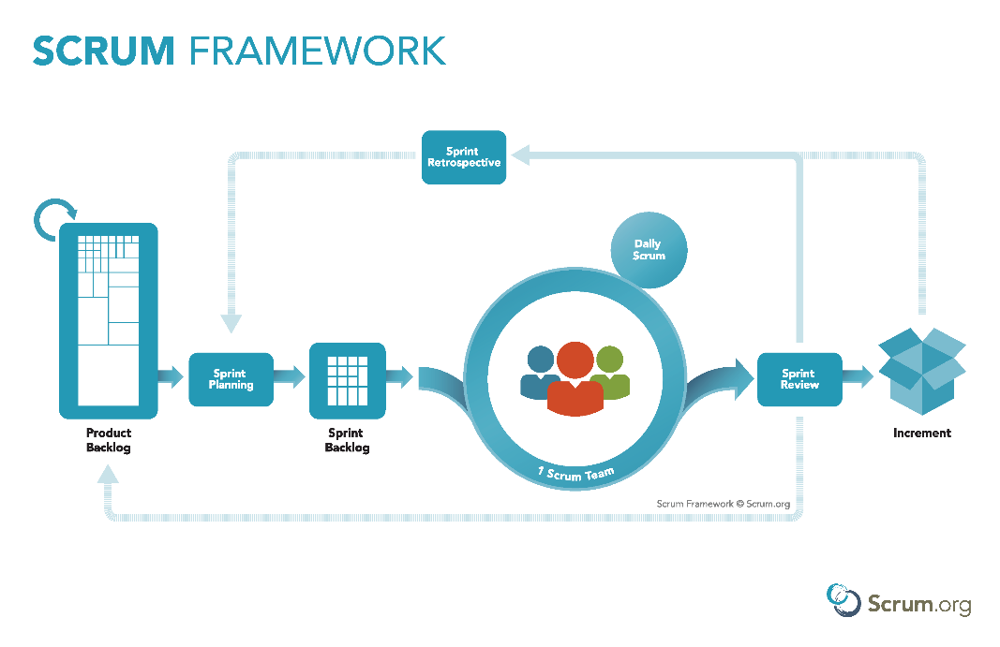 SCRUM FRAMEWORK
Sprint
Retrospective
Daily
Scrum
Sprint
Planning
Sprint
Review
Product
Backlog
Sprint
Backlog
Increment
1 Scrum Team
Scrum Framework © Scrum.org
Scrum.org